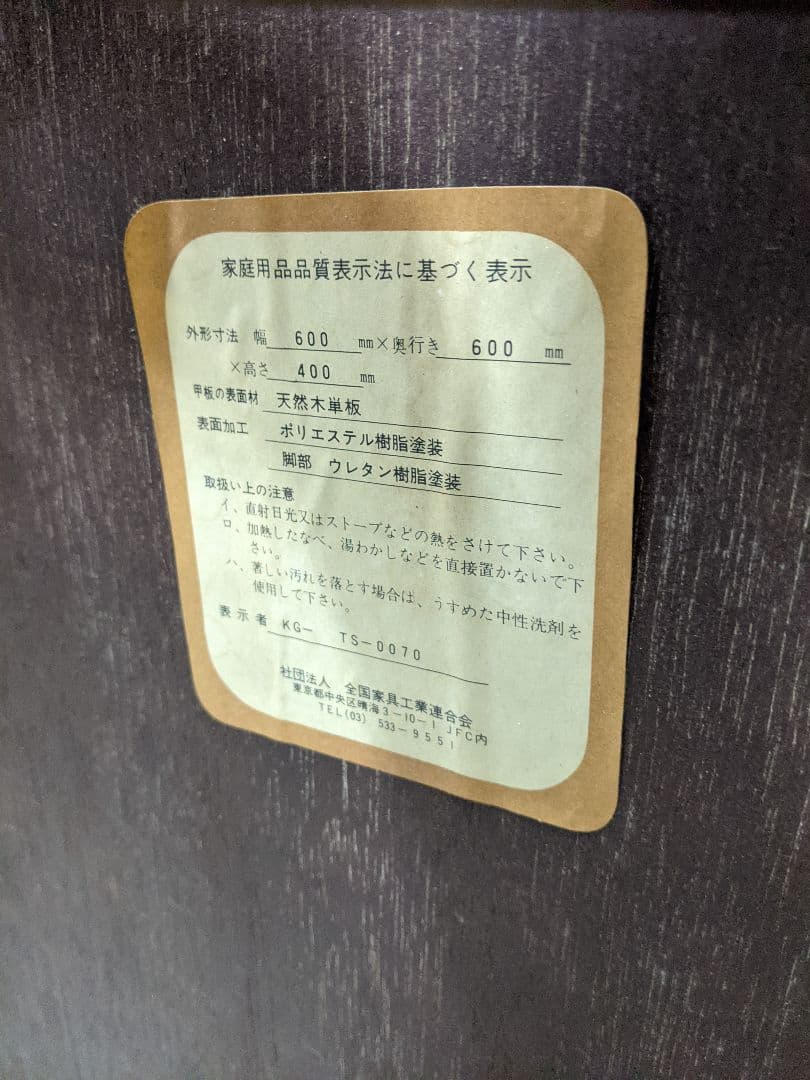 家庭用品品質表示法に基づく表示
外形寸法 幅 600 mm×奥行き 600 mm
×高さ 400 mm
甲板の表面材 天然木単板
表面加工 ポリエステル樹脂塗装
脚部 ウレタン樹脂塗装
取扱い上の注意
イ、直射日光又はストーブなどの熱をさけて下さい。
ロ、加熱したなべ、湯わかしなどを直接置かないで下
さい。
ハ、著しい汚れを落とす場合は、うすめた中性洗剤を
使用して下さい。
表示者 KG- TS-0070
社団法人 全国家具工業連合会
東京都中央区晴海3-10-1 JFC内
TEL(03) 533-9551